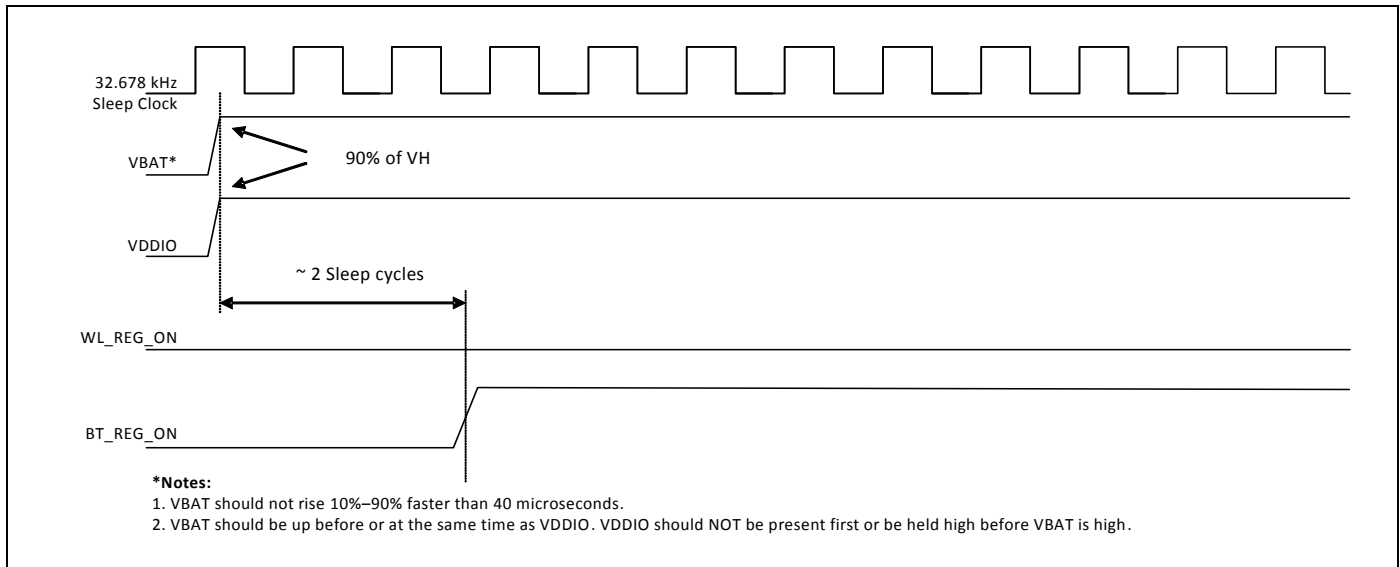 32.678 kHz
Sleep Clock
VBAT*
90% of VH
VDDIO
~ 2 Sleep cycles
WL_REG_ON
BT_REG_ON
*Notes:
1. VBAT should not rise 10%–90% faster than 40 microseconds.
2. VBAT should be up before or at the same time as VDDIO. VDDIO should NOT be present first or be held high before VBAT is high.